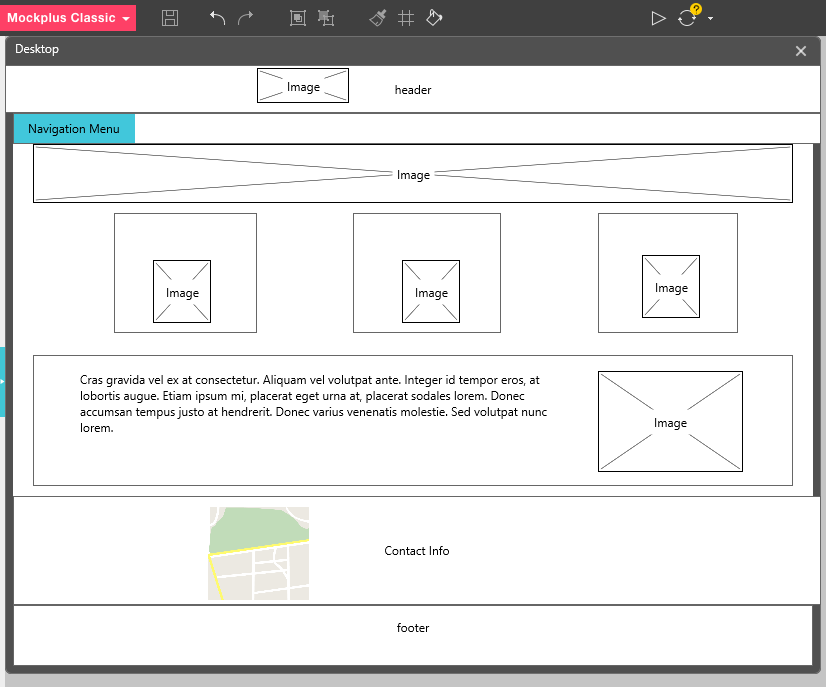 Mockplus Classic
?
Desktop
Image
header
Navigation Menu
Image
Image
Image
Image
Cras gravida vel ex at consectetur. Aliquam vel volutpat ante. Integer id tempor eros, at
lobortis augue. Etiam ipsum mi, placerat eget urna at, placerat sodales lorem. Donec
accumsan tempus justo at hendrerit. Donec varius venenatis molestie. Sed volutpat nunc
lorem.
Image
Contact Info
footer